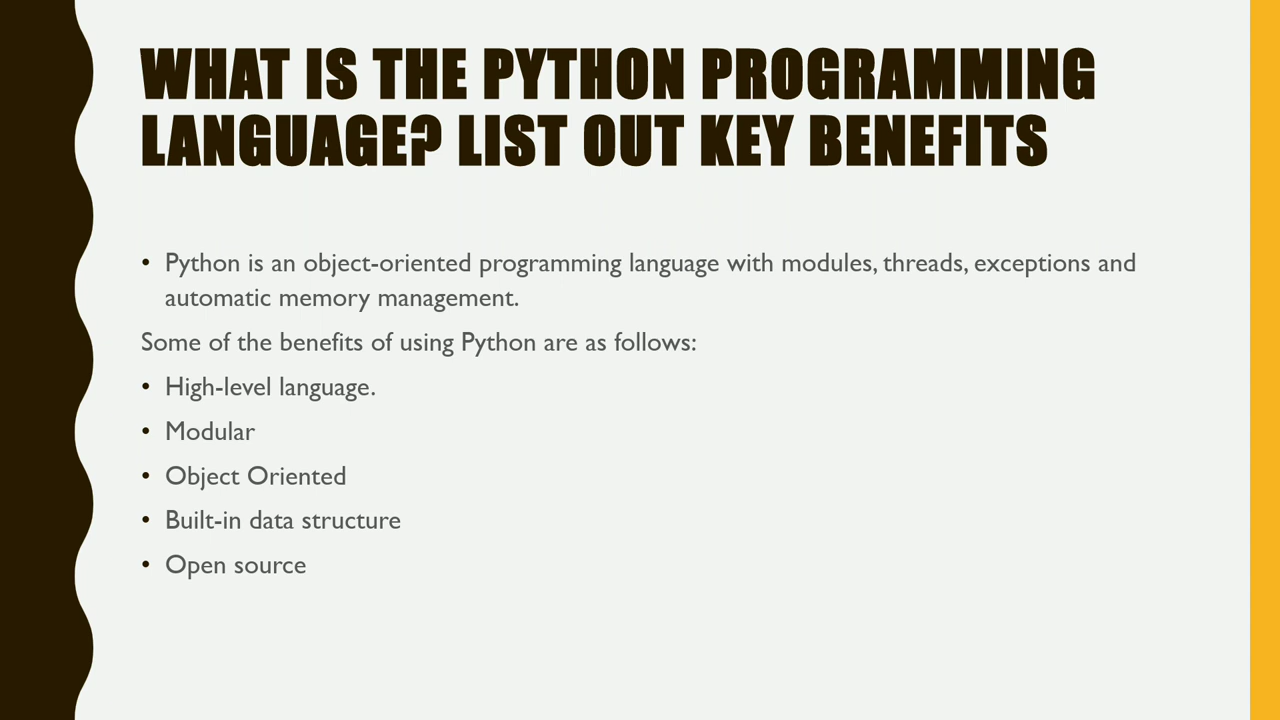 WHAT IS THE PYTHON PROGRAMMING
LANGUAGE? LIST OUT KEY BENEFITS
• Python is an object-oriented programming language with modules, threads, exceptions and
automatic memory management.
Some of the benefits of using Python are as follows:
• High-level language.
• Modular
• Object Oriented
• Built-in data structure
• Open source